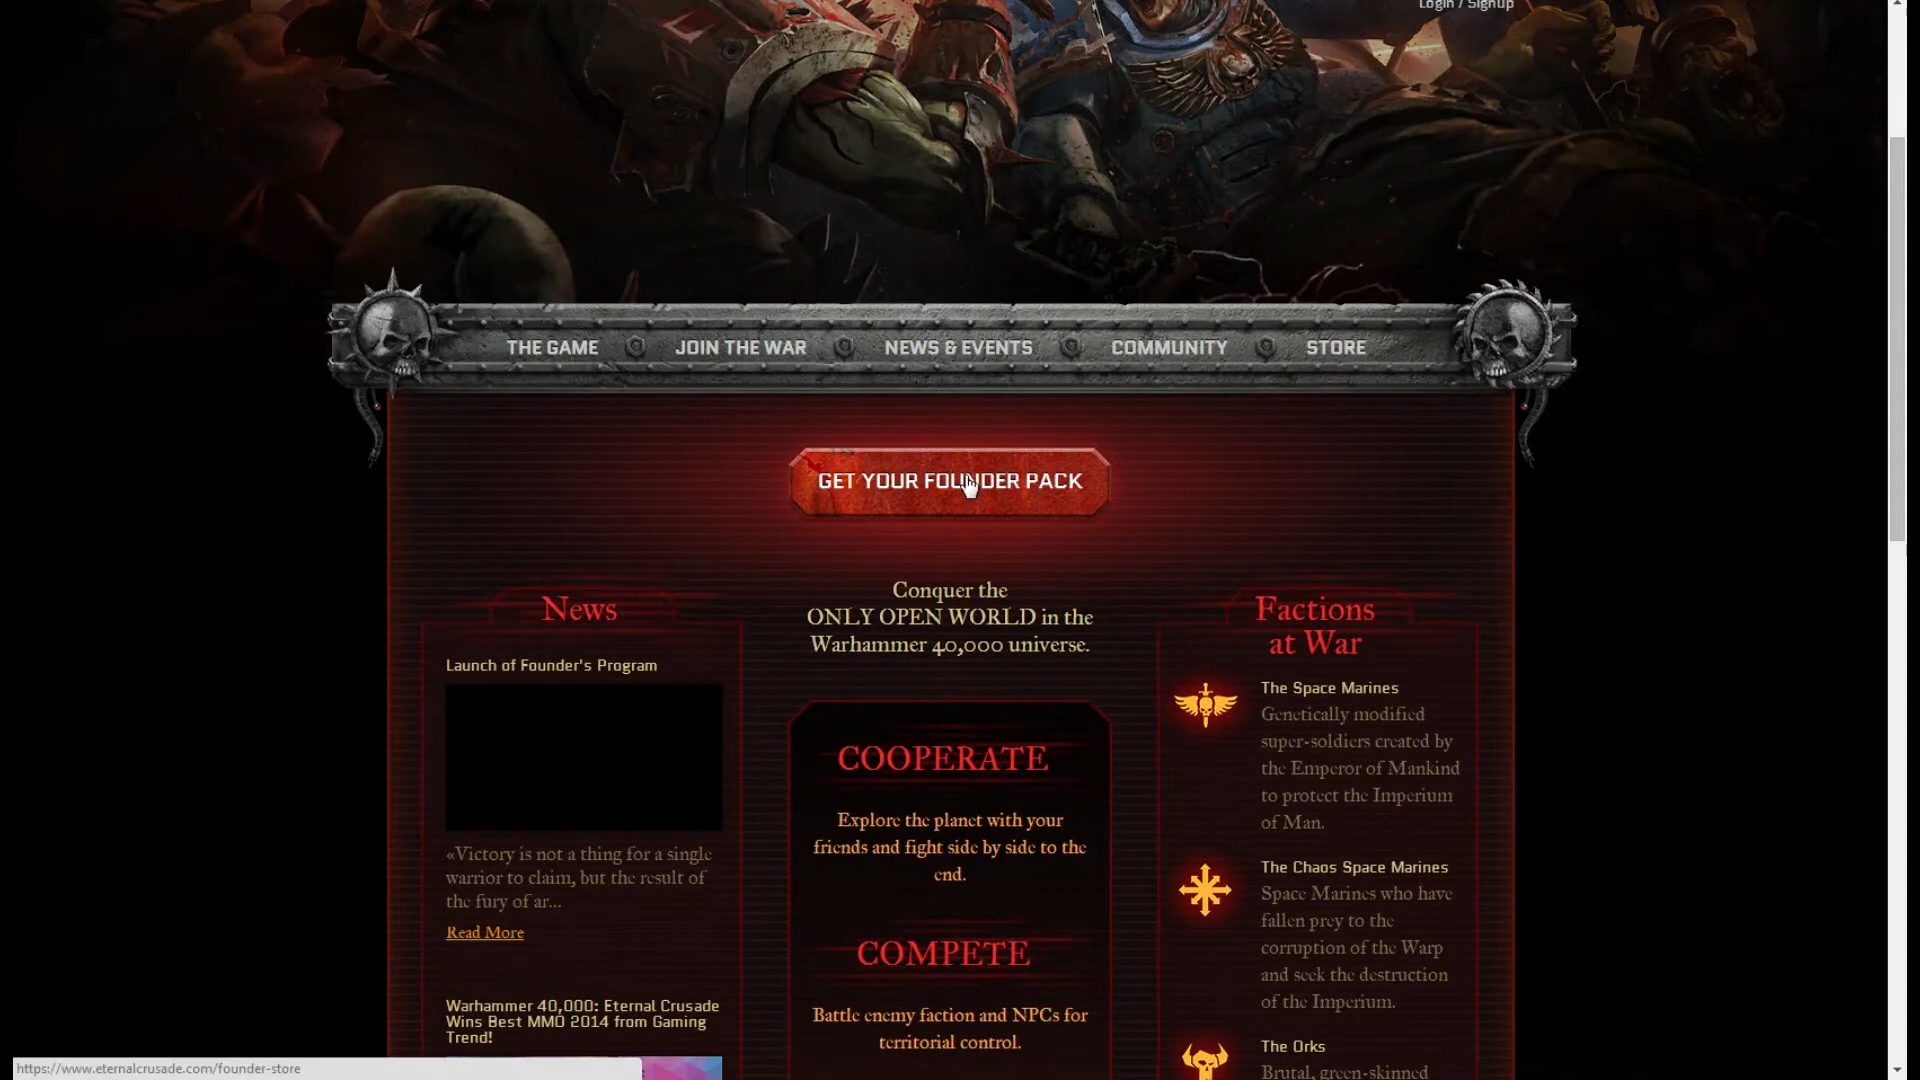 Login / Signup
THE GAME
JOIN THE WAR
NEWS & EVENTS
COMMUNITY
STORE
GET YOUR FOUNDER PACK
News
Launch of Founder's Program
«Victory is not a thing for a single
warrior to claim, but the result of
the fury of ar...
Read More
Warhammer 40,000: Eternal Crusade
Wins Best MMO 2014 from Gaming
Trend!
Conquer the
ONLY OPEN WORLD in the
Warhammer 40,000 universe.
COOPERATE
Explore the planet with your
friends and fight side by side to the
end.
COMPETE
Battle enemy faction and NPCs for
territorial control.
Factions
at War
The Space Marines
Genetically modified
super-soldiers created by
the Emperor of Mankind
to protect the Imperium
of Man.
The Chaos Space Marines
Space Marines who have
fallen prey to the
corruption of the Warp
and seek the destruction
of the Imperium.
The Orks
Brutal, green-skinned
https://www.eternalcrusade.com/founder-store